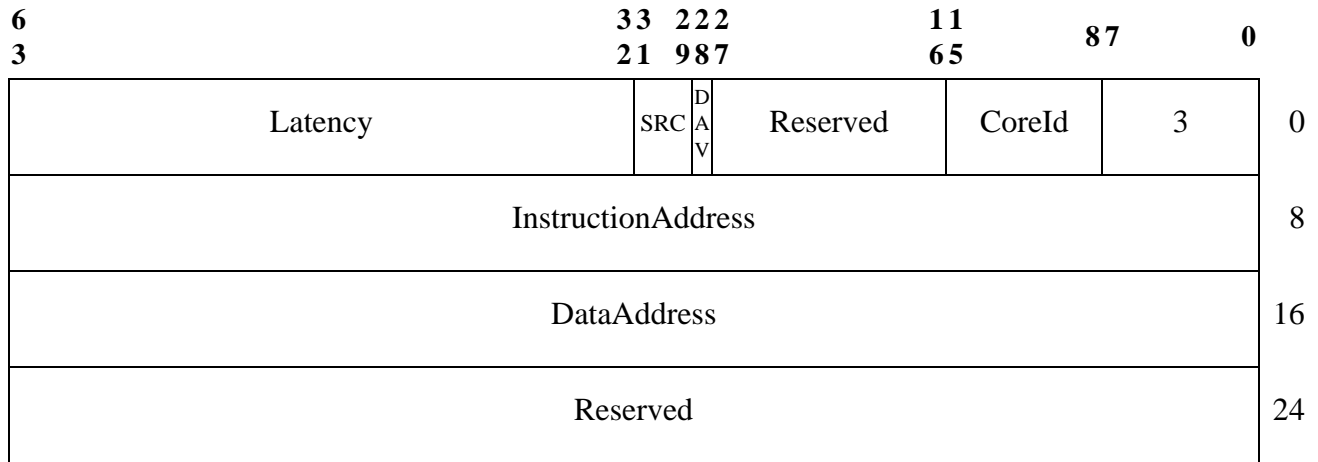 6 33 222 11
3 21 987 65 87 0
Latency SRC DAV Reserved CoreId 3 0
InstructionAddress 8
DataAddress 16
Reserved 24